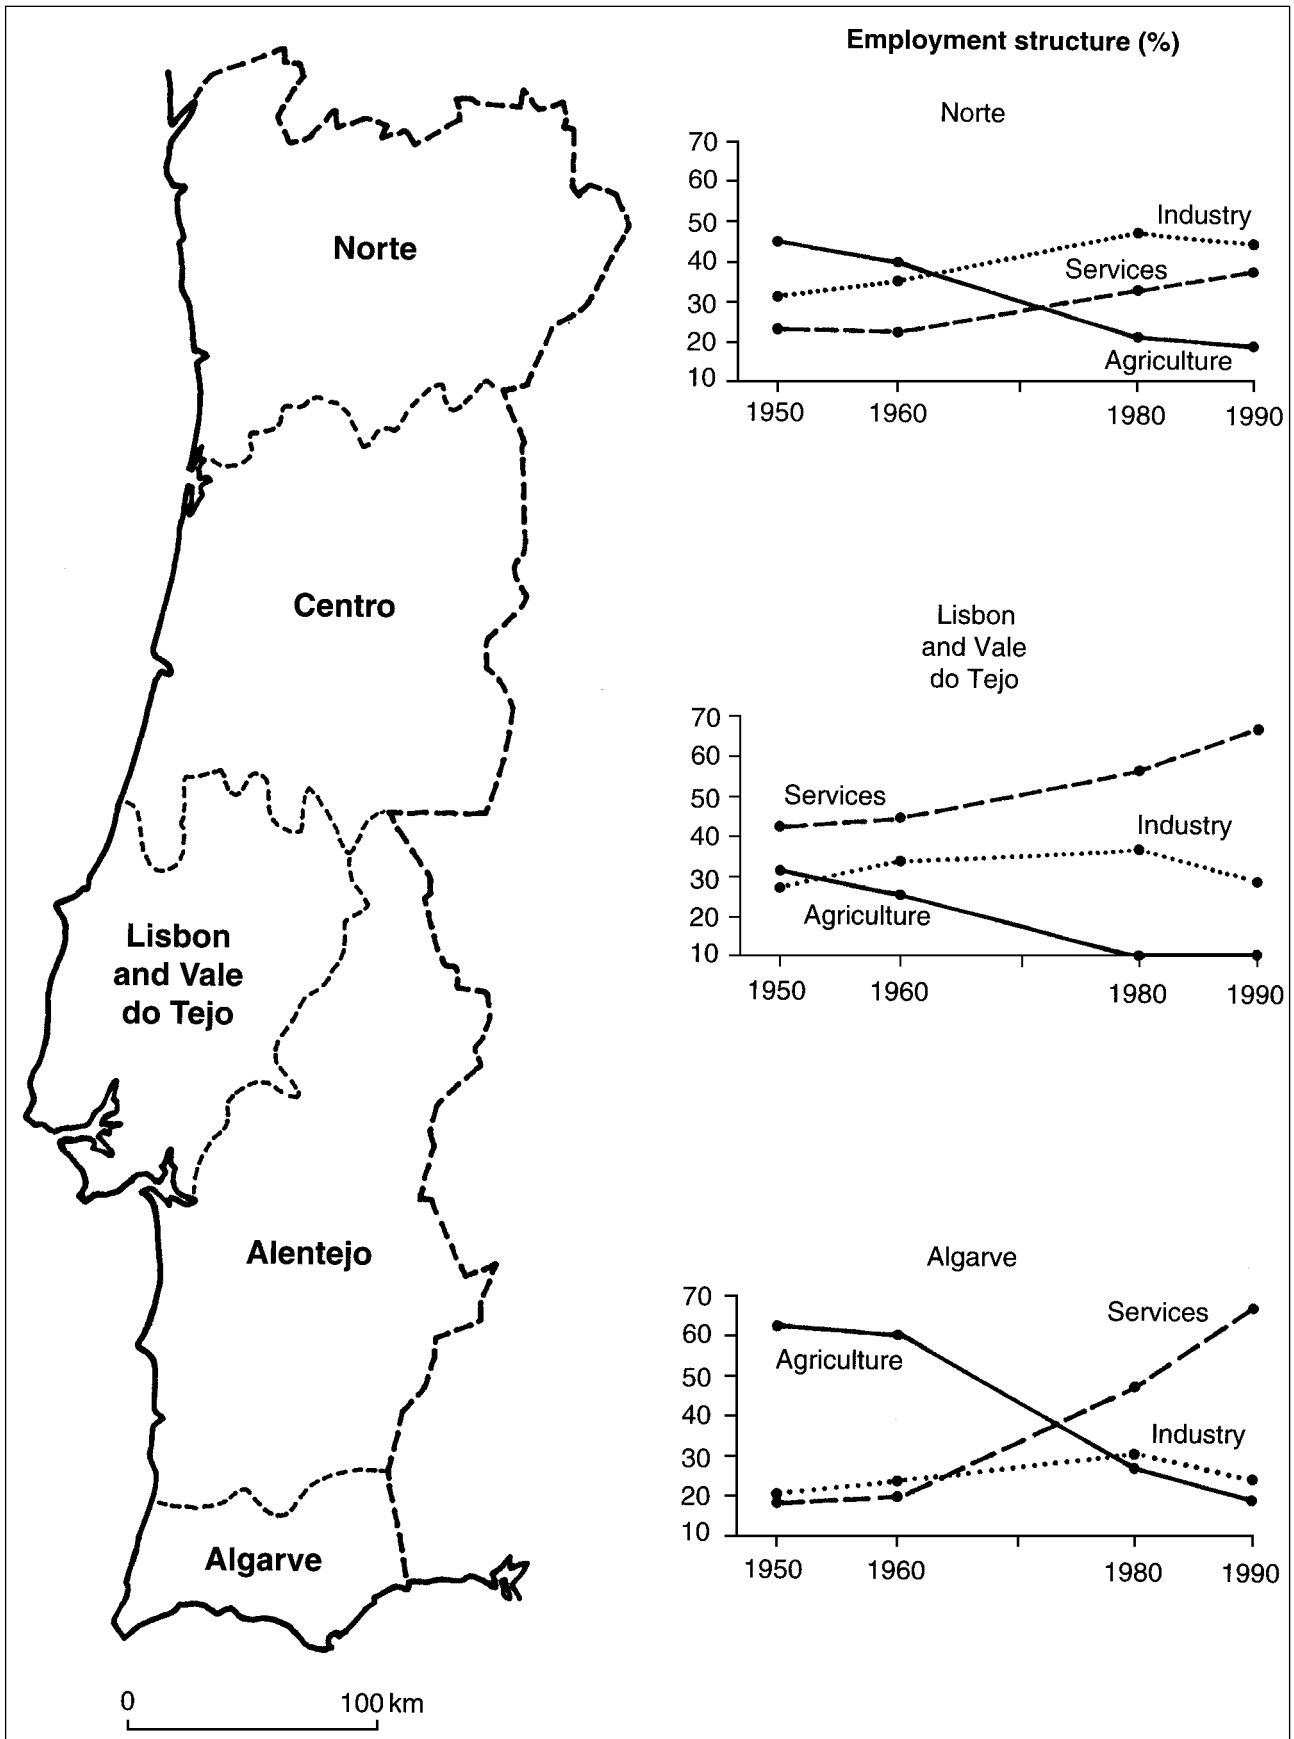 Employment structure (%)
Norte
Centro
Lisbon
and Vale
do Tejo
Alentejo
Algarve
0 100 km
Norte
70
60
50
40
30
20
10
Industry
Services
Agriculture
1950 1960 1980 1990
Lisbon
and Vale
do Tejo
70
60
50
40
30
20
10
Services
Industry
Agriculture
1950 1960 1980 1990
Algarve
70
60
50
40
30
20
10
Services
Agriculture
Industry
1950 1960 1980 1990